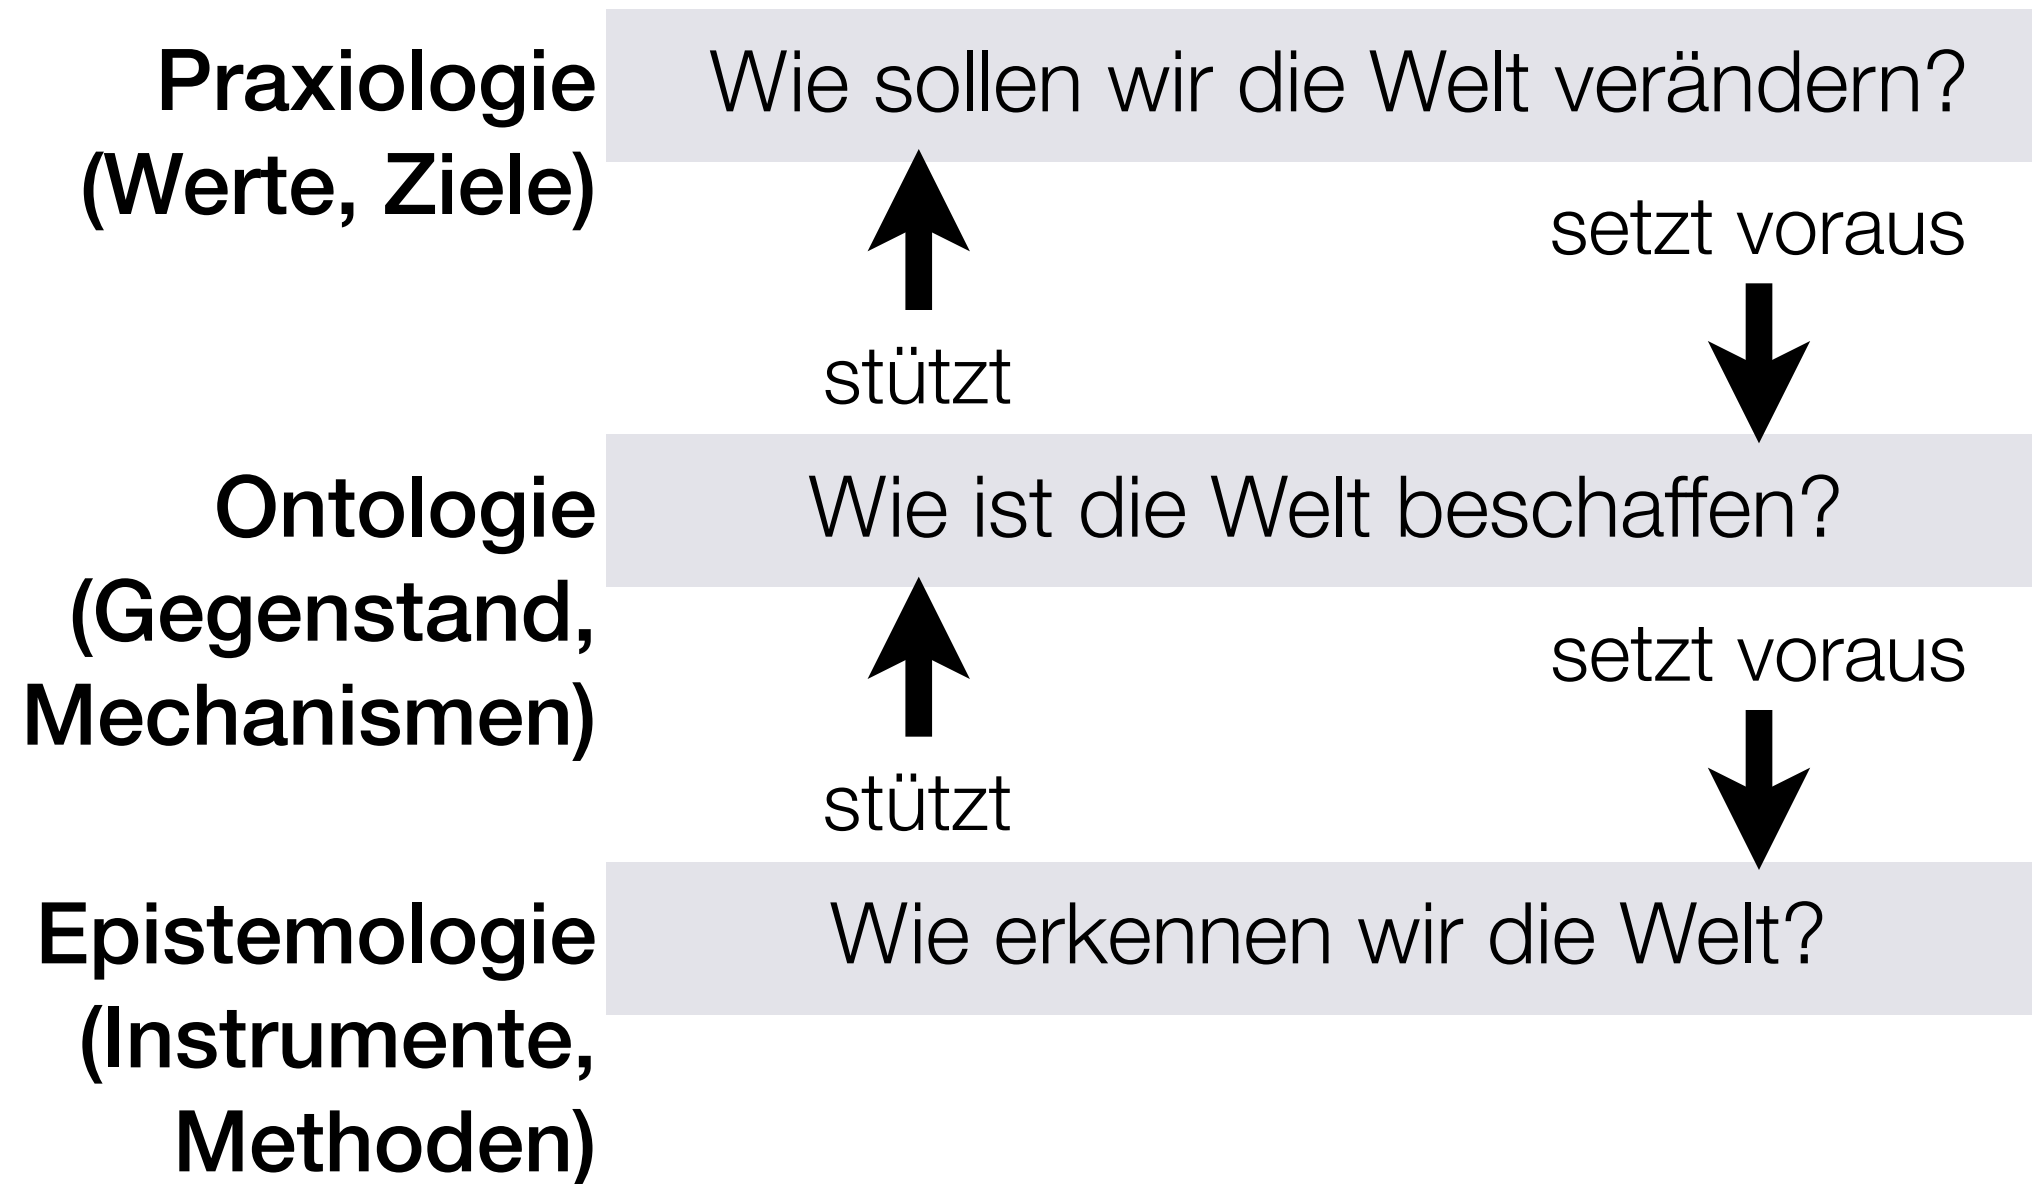 Praxiologie
(Werte, Ziele)
Wie sollen wir die Welt verändern?
setzt voraus
stützt
Ontologie
(Gegenstand,
Mechanismen)
Wie ist die Welt beschaffen?
setzt voraus
stützt
Epistemologie
(Instrumente,
Methoden)
Wie erkennen wir die Welt?